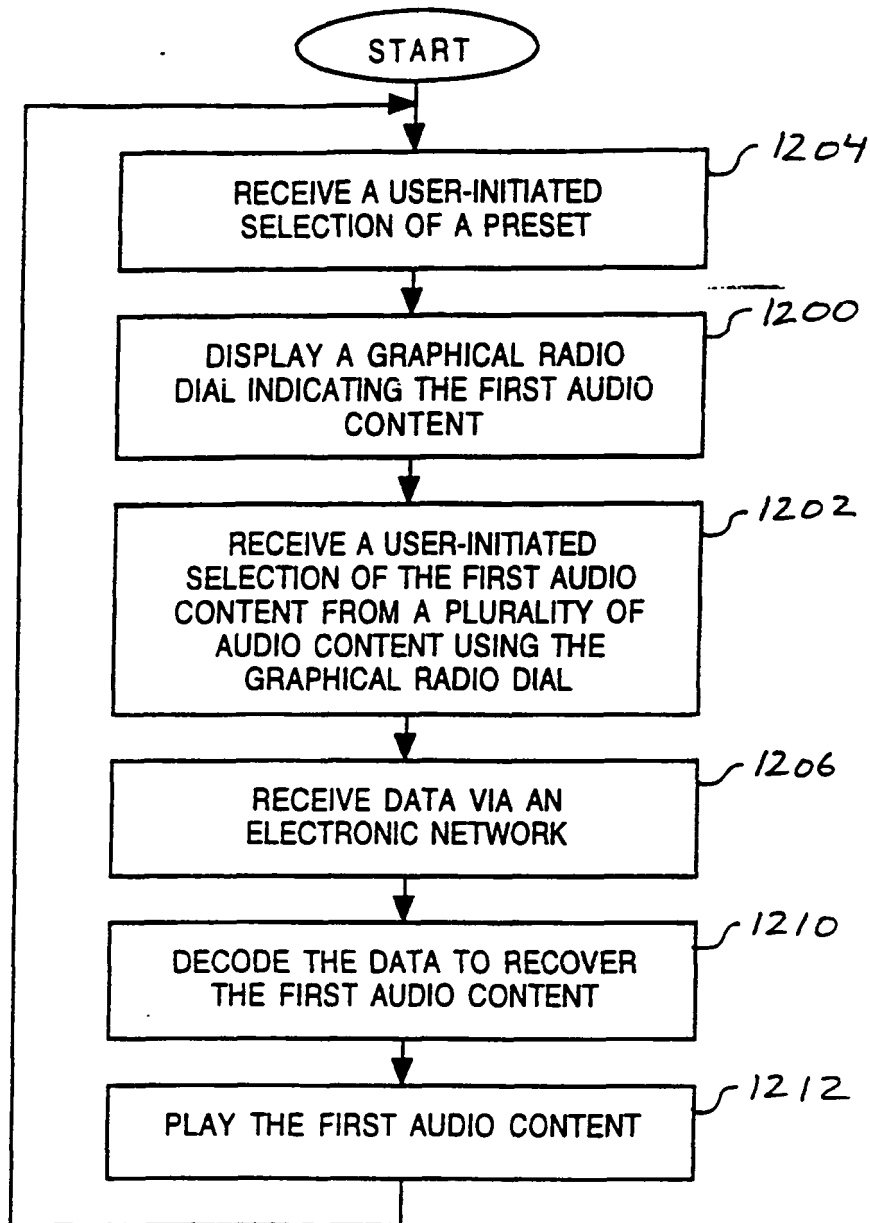 START
1204
RECEIVE A USER-INITIATED
SELECTION OF A PRESET
1200
DISPLAY A GRAPHICAL RADIO
DIAL INDICATING THE FIRST AUDIO
CONTENT
1202
RECEIVE A USER-INITIATED
SELECTION OF THE FIRST AUDIO
CONTENT FROM A PLURALITY OF
AUDIO CONTENT USING THE
GRAPHICAL RADIO DIAL
1206
RECEIVE DATA VIA AN
ELECTRONIC NETWORK
1210
DECODE THE DATA TO RECOVER
THE FIRST AUDIO CONTENT
1212
PLAY THE FIRST AUDIO CONTENT